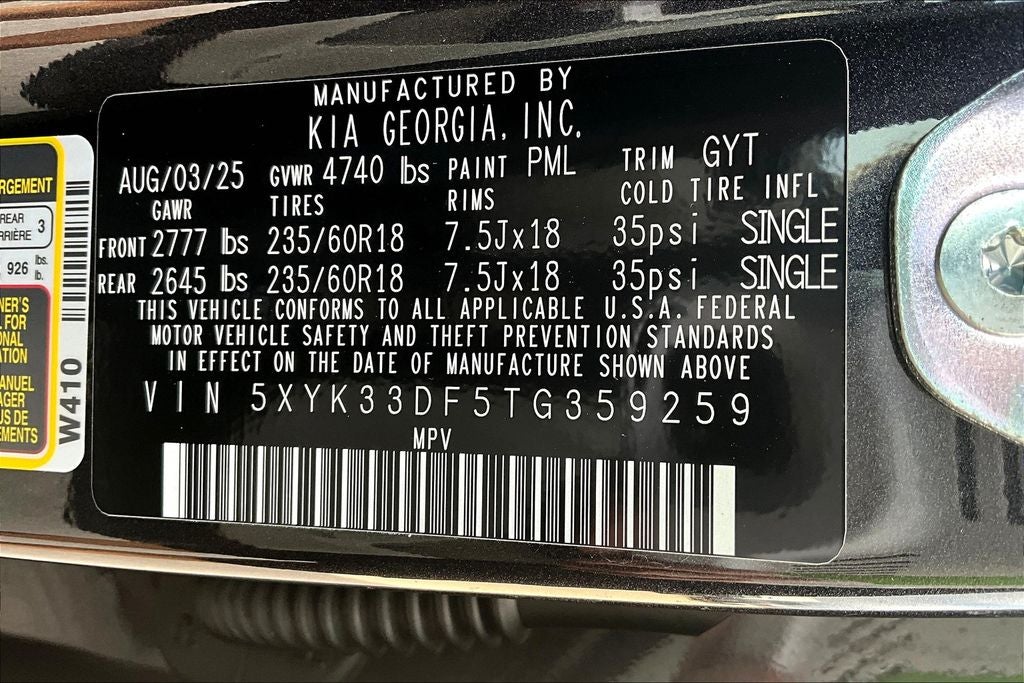 MANUFACTURED BY
KIA GEORGIA, INC.
AUG/03/25 GVWR 4740 lbs PAINT PML TRIM GYT
GAWR TIRES RIMS COLD TIRE INFL
FRONT 2777 lbs 235/60R18 7.5Jx18 35psi SINGLE
REAR 2645 lbs 235/60R18 7.5Jx18 35psi SINGLE
THIS VEHICLE CONFORMS TO ALL APPLICABLE U.S.A. FEDERAL
MOTOR VEHICLE SAFETY AND THEFT PREVENTION STANDARDS
IN EFFECT ON THE DATE OF MANUFACTURE SHOWN ABOVE
VIN 5XYK33DF5TG359259
MPV
REAR 3
926 lbs.
lb.
W410